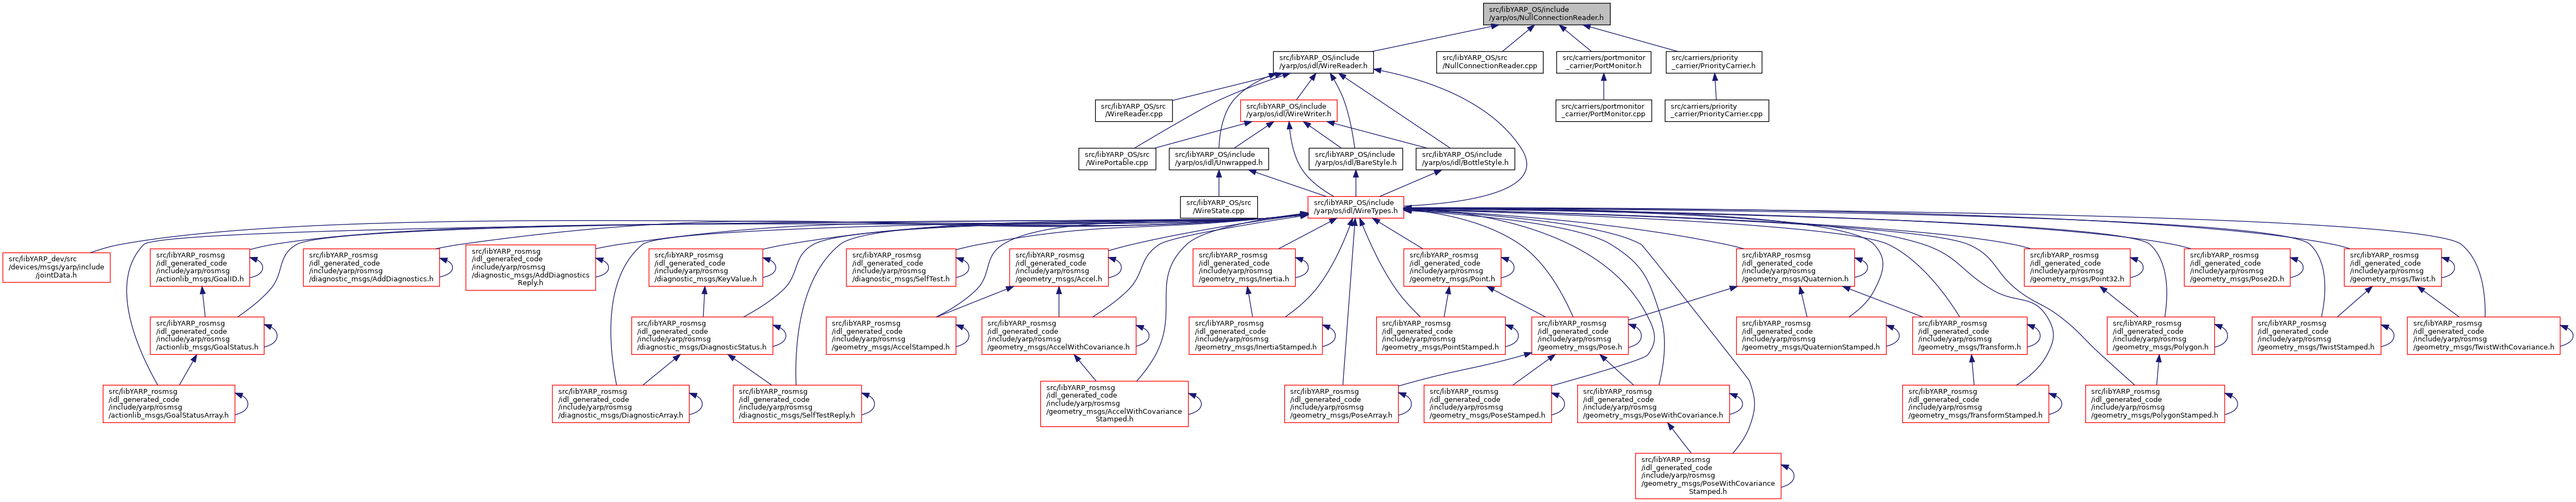 src/libYARP_OS/include
/yarp/os/NullConnectionReader.h
src/libYARP_OS/include
/yarp/os/idl/WireReader.h
src/libYARP_OS/src
/NullConnectionReader.cpp
src/carriers/portmonitor
_carrier/PortMonitor.h
src/carriers/priority
_carrier/PriorityCarrier.h
src/libYARP_OS/src
/WireReader.cpp
src/libYARP_OS/include
/yarp/os/idl/WireWriter.h
src/carriers/portmonitor
_carrier/PortMonitor.cpp
src/carriers/priority
_carrier/PriorityCarrier.cpp
src/libYARP_OS/src
/WirePortable.cpp
src/libYARP_OS/include
/yarp/os/idl/Unwrapped.h
src/libYARP_OS/include
/yarp/os/idl/BareStyle.h
src/libYARP_OS/include
/yarp/os/idl/BottleStyle.h
src/libYARP_OS/src
/WireState.cpp
src/libYARP_OS/include
/yarp/os/idl/WireTypes.h
src/libYARP_dev/src
/devices/msgs/yarp/include
/jointData.h
src/libYARP_rosmsg
/idl_generated_code
/include/yarp/rosmsg
/actionlib_msgs/GoalID.h
src/libYARP_rosmsg
/idl_generated_code
/include/yarp/rosmsg
/diagnostic_msgs/AddDiagnostics.h
src/libYARP_rosmsg
/idl_generated_code
/include/yarp/rosmsg
/diagnostic_msgs/AddDiagnostics
Reply.h
src/libYARP_rosmsg
/idl_generated_code
/include/yarp/rosmsg
/diagnostic_msgs/KeyValue.h
src/libYARP_rosmsg
/idl_generated_code
/include/yarp/rosmsg
/diagnostic_msgs/SelfTest.h
src/libYARP_rosmsg
/idl_generated_code
/include/yarp/rosmsg
/geometry_msgs/Accel.h
src/libYARP_rosmsg
/idl_generated_code
/include/yarp/rosmsg
/geometry_msgs/Inertia.h
src/libYARP_rosmsg
/idl_generated_code
/include/yarp/rosmsg
/geometry_msgs/Point.h
src/libYARP_rosmsg
/idl_generated_code
/include/yarp/rosmsg
/geometry_msgs/Quaternion.h
src/libYARP_rosmsg
/idl_generated_code
/include/yarp/rosmsg
/geometry_msgs/Point32.h
src/libYARP_rosmsg
/idl_generated_code
/include/yarp/rosmsg
/geometry_msgs/Pose2D.h
src/libYARP_rosmsg
/idl_generated_code
/include/yarp/rosmsg
/geometry_msgs/Twist.h
src/libYARP_rosmsg
/idl_generated_code
/include/yarp/rosmsg
/actionlib_msgs/GoalStatus.h
src/libYARP_rosmsg
/idl_generated_code
/include/yarp/rosmsg
/diagnostic_msgs/DiagnosticStatus.h
src/libYARP_rosmsg
/idl_generated_code
/include/yarp/rosmsg
/geometry_msgs/AccelStamped.h
src/libYARP_rosmsg
/idl_generated_code
/include/yarp/rosmsg
/geometry_msgs/AccelWithCovariance.h
src/libYARP_rosmsg
/idl_generated_code
/include/yarp/rosmsg
/geometry_msgs/InertiaStamped.h
src/libYARP_rosmsg
/idl_generated_code
/include/yarp/rosmsg
/geometry_msgs/PointStamped.h
src/libYARP_rosmsg
/idl_generated_code
/include/yarp/rosmsg
/geometry_msgs/Pose.h
src/libYARP_rosmsg
/idl_generated_code
/include/yarp/rosmsg
/geometry_msgs/QuaternionStamped.h
src/libYARP_rosmsg
/idl_generated_code
/include/yarp/rosmsg
/geometry_msgs/Transform.h
src/libYARP_rosmsg
/idl_generated_code
/include/yarp/rosmsg
/geometry_msgs/Polygon.h
src/libYARP_rosmsg
/idl_generated_code
/include/yarp/rosmsg
/geometry_msgs/TwistStamped.h
src/libYARP_rosmsg
/idl_generated_code
/include/yarp/rosmsg
/geometry_msgs/TwistWithCovariance.h
src/libYARP_rosmsg
/idl_generated_code
/include/yarp/rosmsg
/actionlib_msgs/GoalStatusArray.h
src/libYARP_rosmsg
/idl_generated_code
/include/yarp/rosmsg
/diagnostic_msgs/DiagnosticArray.h
src/libYARP_rosmsg
/idl_generated_code
/include/yarp/rosmsg
/diagnostic_msgs/SelfTestReply.h
src/libYARP_rosmsg
/idl_generated_code
/include/yarp/rosmsg
/geometry_msgs/AccelWithCovariance
Stamped.h
src/libYARP_rosmsg
/idl_generated_code
/include/yarp/rosmsg
/geometry_msgs/PoseArray.h
src/libYARP_rosmsg
/idl_generated_code
/include/yarp/rosmsg
/geometry_msgs/PoseStamped.h
src/libYARP_rosmsg
/idl_generated_code
/include/yarp/rosmsg
/geometry_msgs/PoseWithCovariance.h
src/libYARP_rosmsg
/idl_generated_code
/include/yarp/rosmsg
/geometry_msgs/TransformStamped.h
src/libYARP_rosmsg
/idl_generated_code
/include/yarp/rosmsg
/geometry_msgs/PolygonStamped.h
src/libYARP_rosmsg
/idl_generated_code
/include/yarp/rosmsg
/geometry_msgs/PoseWithCovariance
Stamped.h